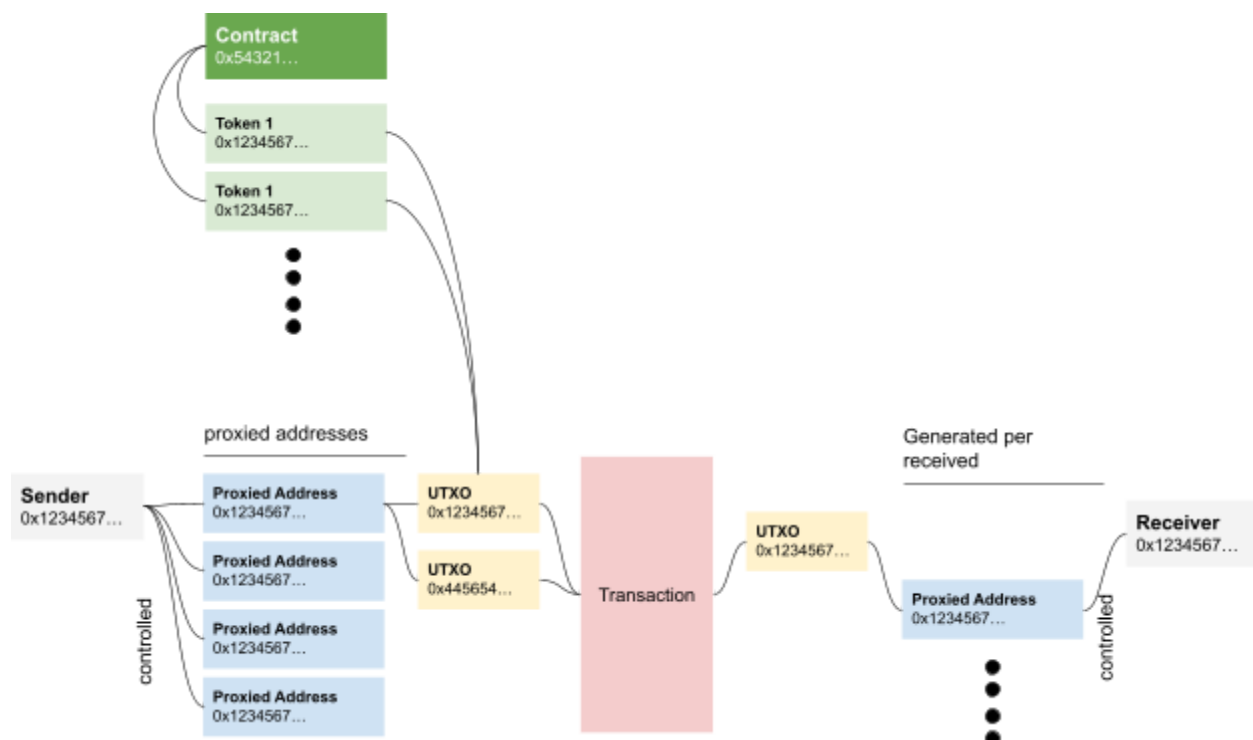 Contract
0x54321...
Token 1
0x1234567...
Token 1
0x1234567...
proxied addresses
Sender
0x1234567...
controlled
Proxied Address
0x1234567...
Proxied Address
0x1234567...
Proxied Address
0x1234567...
Proxied Address
0x1234567...
UTXO
0x1234567...
UTXO
0x445654...
Transaction
UTXO
0x1234567...
Generated per
received
Proxied Address
0x1234567...
controlled
Receiver
0x1234567...